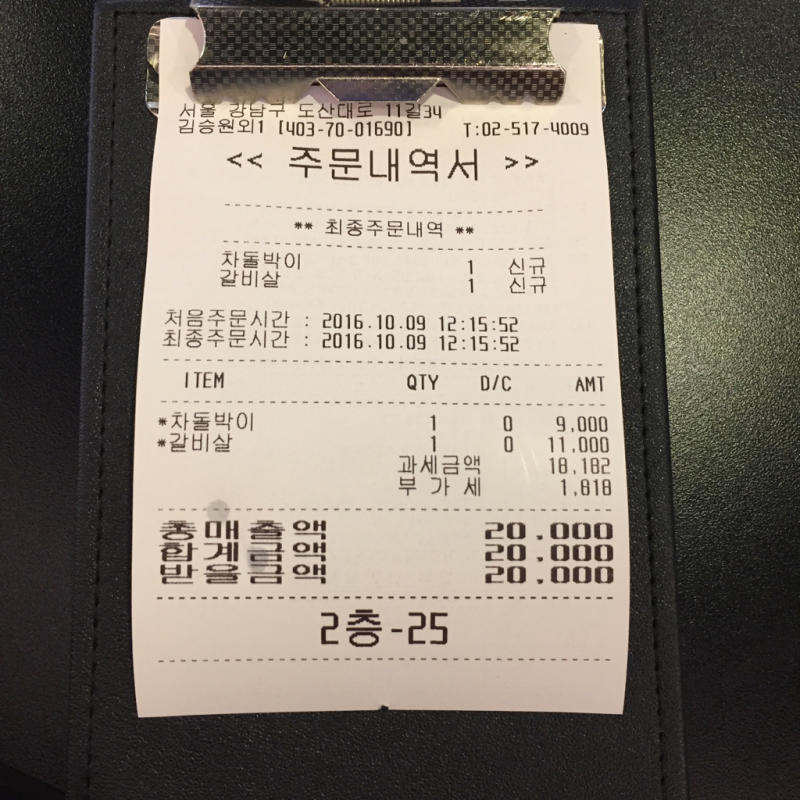 서울 강남구 도산대로 11길34
김승원외1 [403-70-01690] T:02-517-4009
<< 주문내역서 >>
** 최종주문내역 **
차돌박이 1 신규
갈비살 1 신규
처음주문시간 : 2016.10.09 12:15:52
최종주문시간 : 2016.10.09 12:15:52
ITEM QTY D/C AMT
*차돌박이 1 0 9,000
*갈비살 1 0 11,000
과세금액 18,182
부 가 세 1,818
총매출액 20,000
합계금액 20,000
받을금액 20,000
2층-25